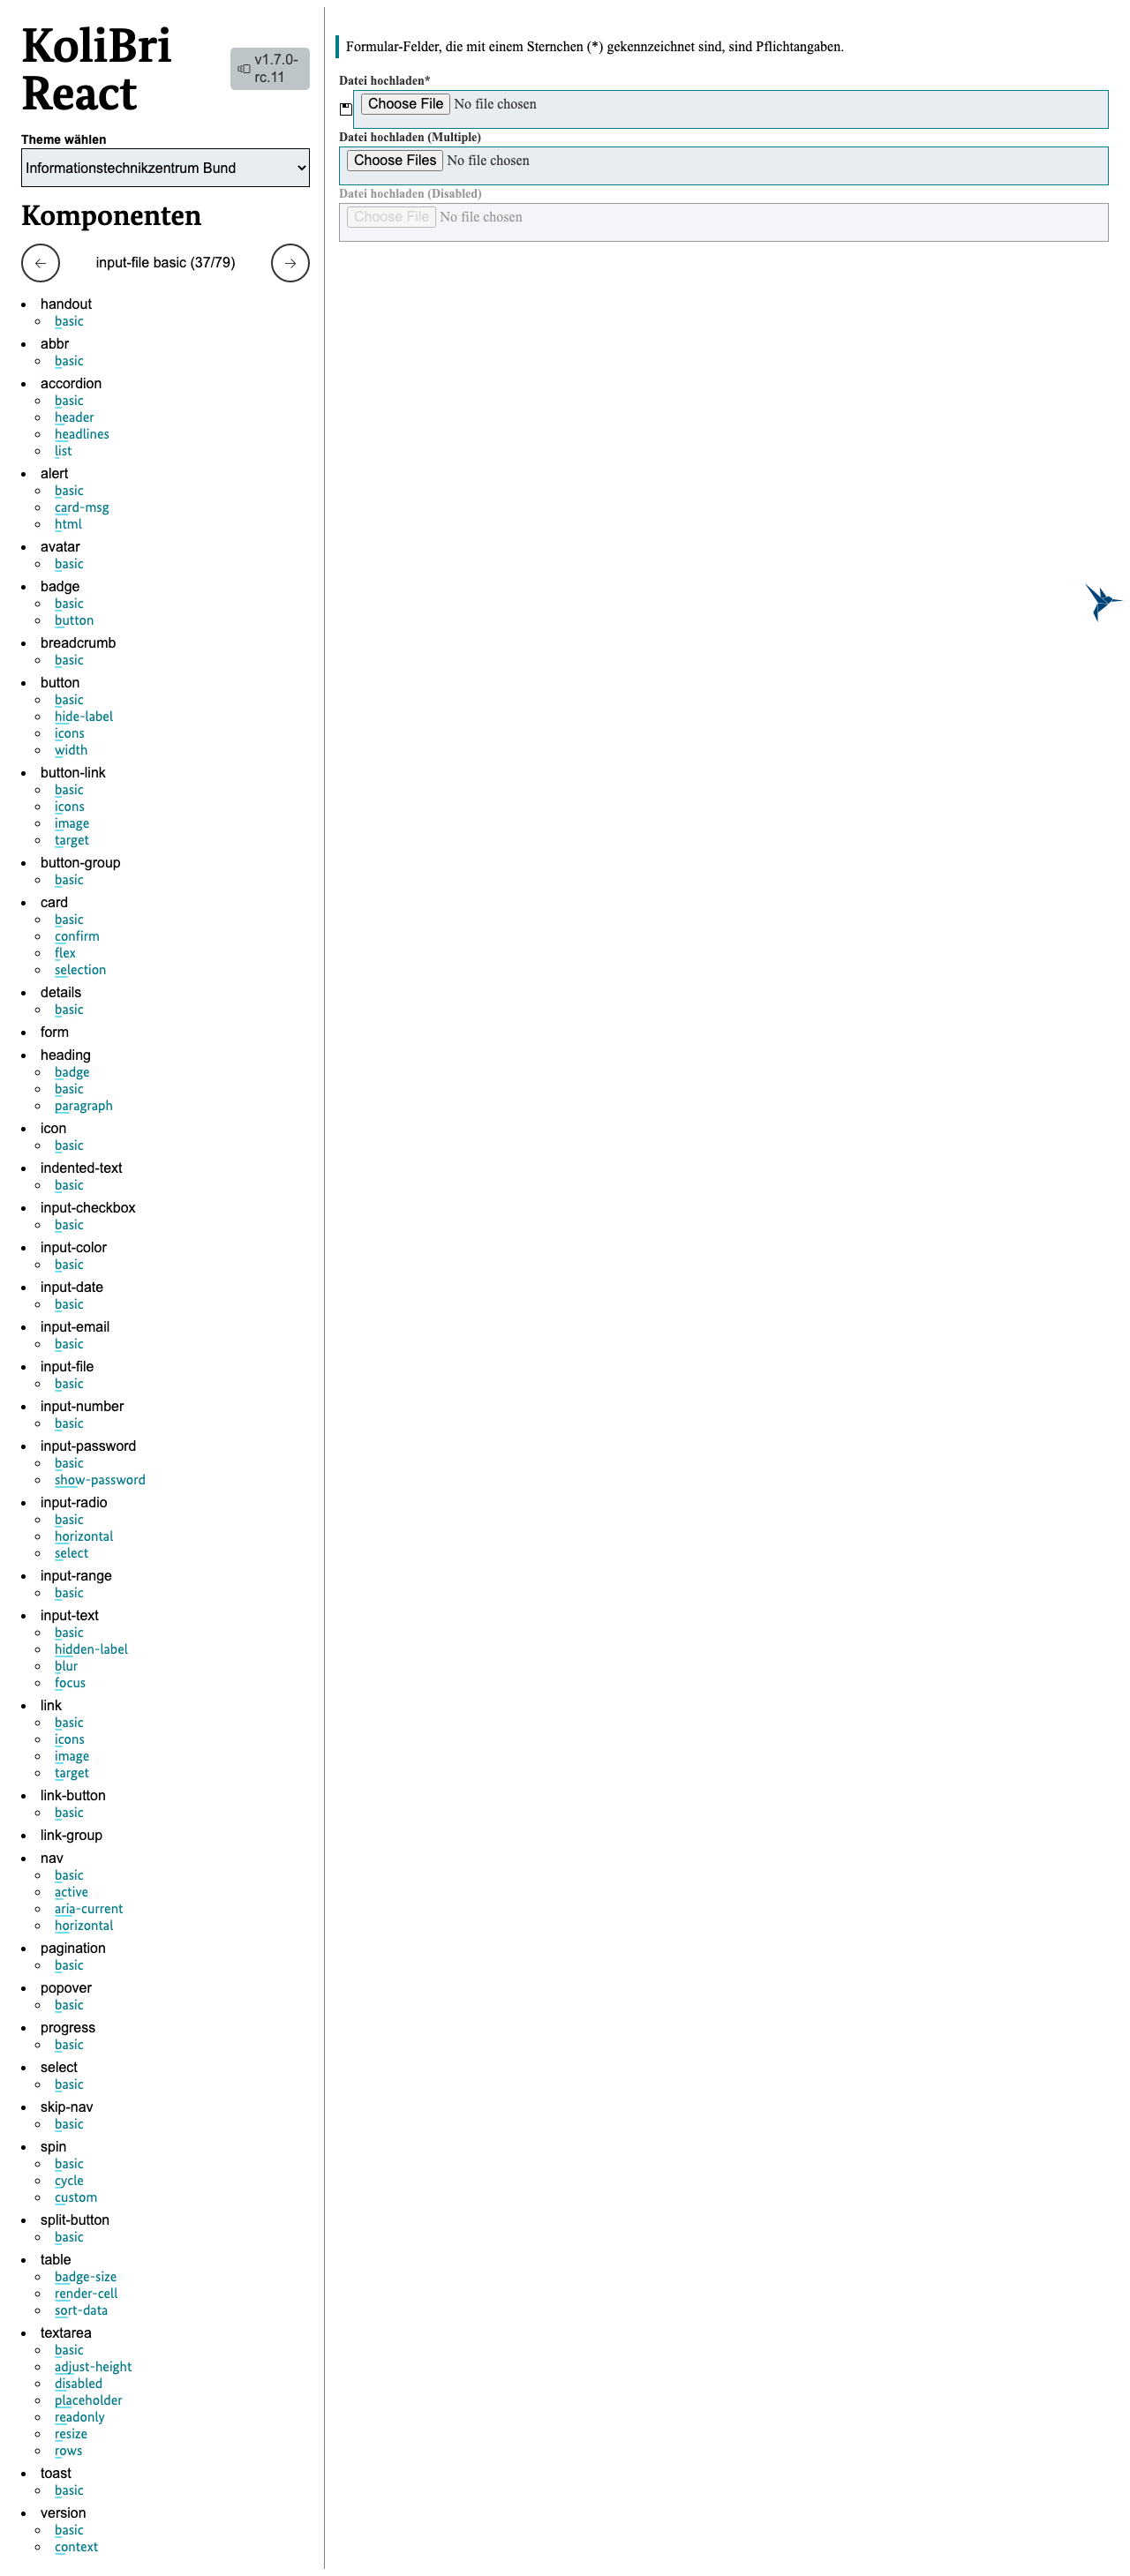 KoliBri
React
v1.7.0-
rc.11
Theme wählen
Informationstechnikzentrum Bund
Komponenten
input-file basic (37/79)
handout
basic
abbr
basic
accordion
basic
header
headlines
list
alert
basic
card-msg
html
avatar
basic
badge
basic
button
breadcrumb
basic
button
basic
hide-label
icons
width
button-link
basic
icons
image
target
button-group
basic
card
basic
confirm
flex
selection
details
basic
form
heading
badge
basic
paragraph
icon
basic
indented-text
basic
input-checkbox
basic
input-color
basic
input-date
basic
input-email
basic
input-file
basic
input-number
basic
input-password
basic
show-password
input-radio
basic
horizontal
select
input-range
basic
input-text
basic
hidden-label
blur
focus
link
basic
icons
image
target
link-button
basic
link-group
nav
basic
active
aria-current
horizontal
pagination
basic
popover
basic
progress
basic
select
basic
skip-nav
basic
spin
basic
cycle
custom
split-button
basic
table
badge-size
render-cell
sort-data
textarea
basic
adjust-height
disabled
placeholder
readonly
resize
rows
toast
basic
version
basic
context
Formular-Felder, die mit einem Sternchen (*) gekennzeichnet sind, sind Pflichtangaben.
Datei hochladen*
Choose File No file chosen
Datei hochladen (Multiple)
Choose Files No file chosen
Datei hochladen (Disabled)
Choose File No file chosen